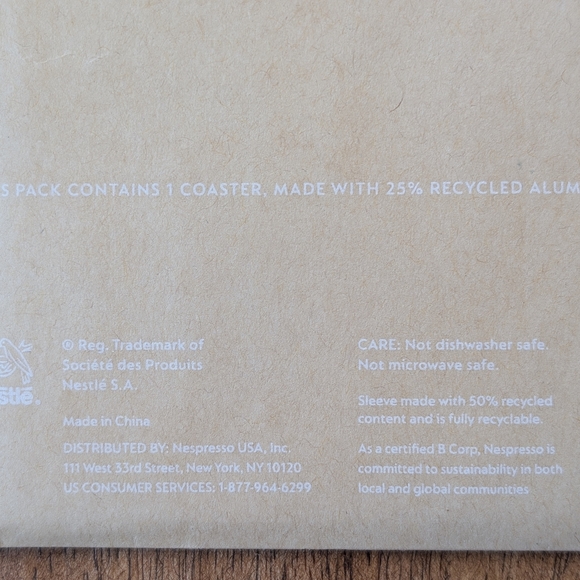 S PACK CONTAINS 1 COASTER, MADE WITH 25% RECYCLED ALUM
® Reg. Trademark of
Société des Produits
Nestlé S.A.
stlé®
Made in China
DISTRIBUTED BY: Nespresso USA, Inc.
111 West 33rd Street, New York, NY 10120
US CONSUMER SERVICES: 1-877-964-6299
CARE: Not dishwasher safe.
Not microwave safe.
Sleeve made with 50% recycled
content and is fully recyclable.
As a certified B Corp, Nespresso is
committed to sustainability in both
local and global communities